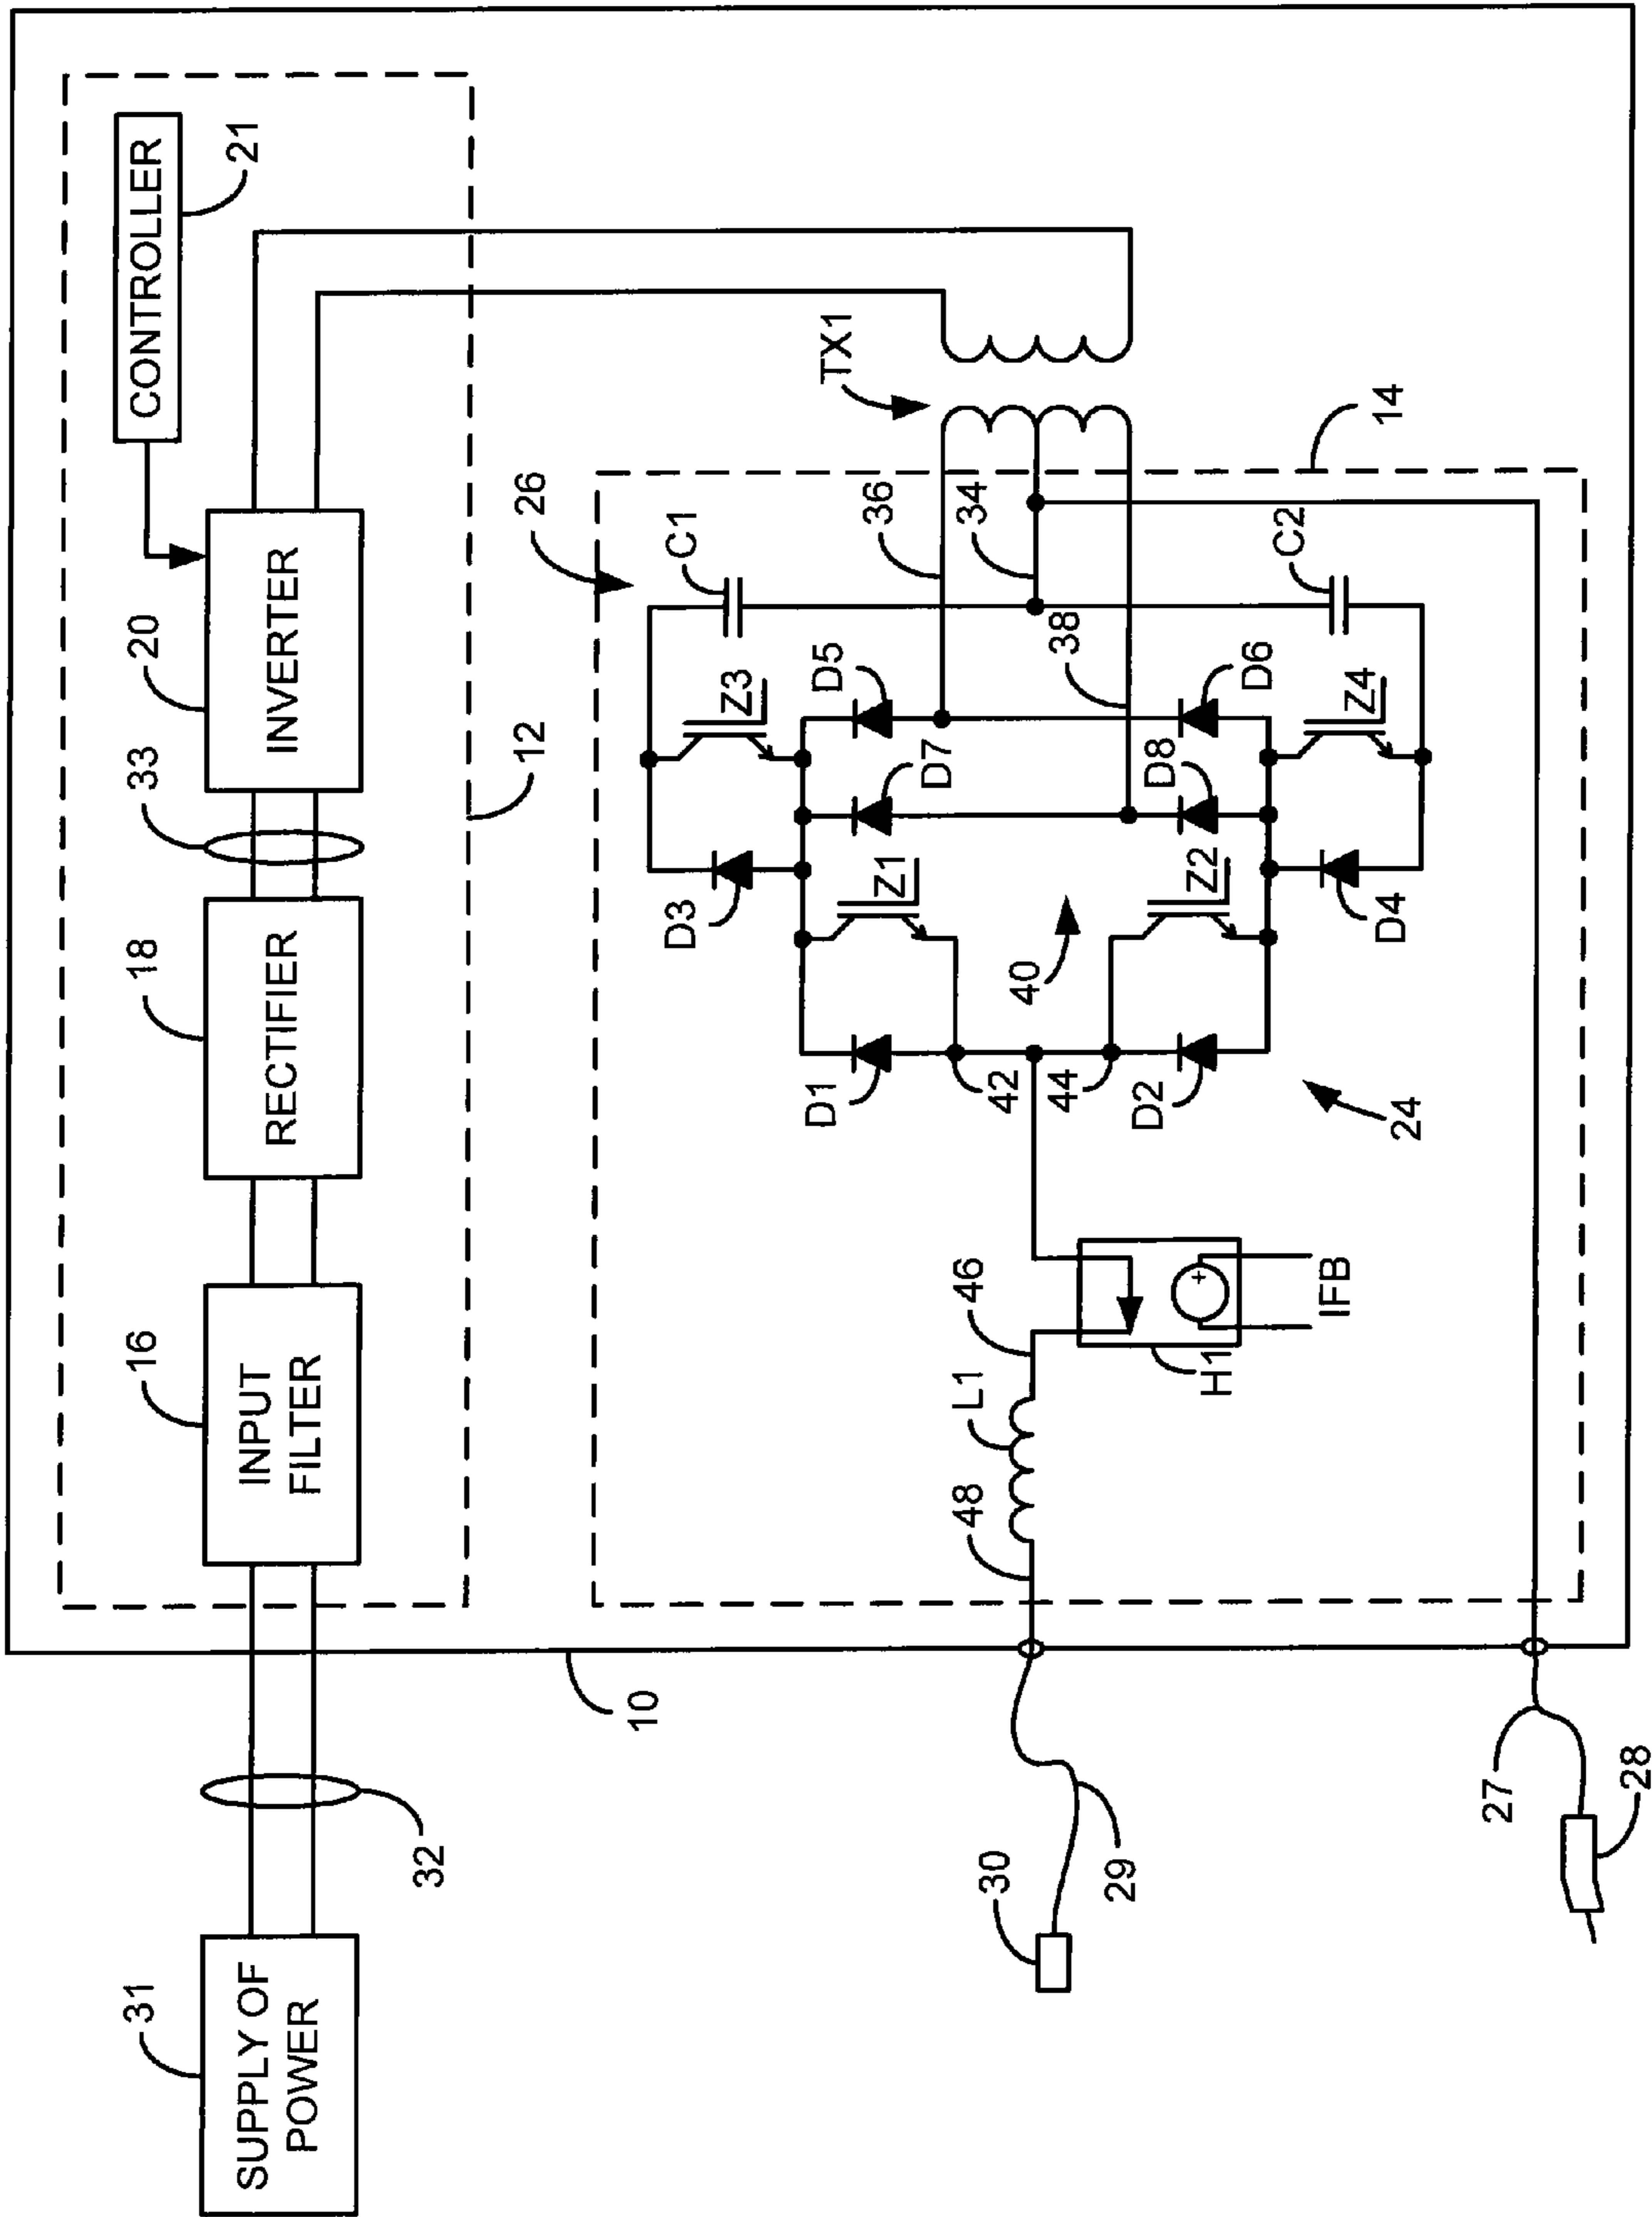 31
SUPPLY OF
POWER
32
16
INPUT
FILTER
18
RECTIFIER
33
20
INVERTER
CONTROLLER
21
12
10
30
29
27
28
48
L1
46
H1
IFB
+
24
D1
42
44
D2
40
Z1
Z2
D3
D4
D7
D8
D5
D6
Z3
Z4
26
C1
C2
36
34
38
TX1
14